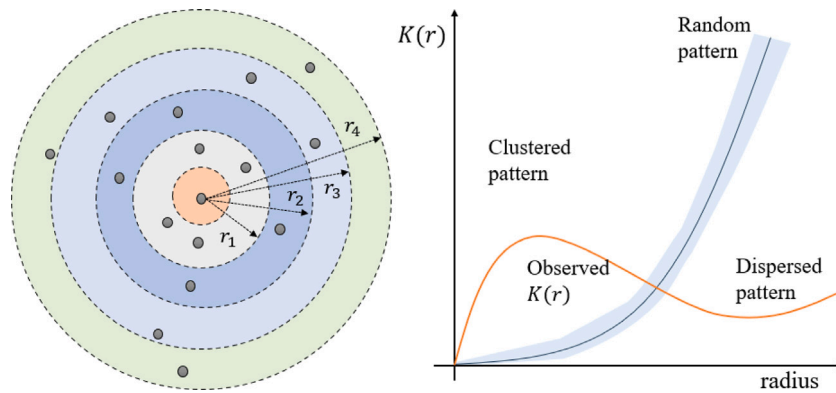 r₄
r₃
r₂
r₁
K(r)
Random
pattern
Clustered
pattern
Observed
K(r)
Dispersed
pattern
radius